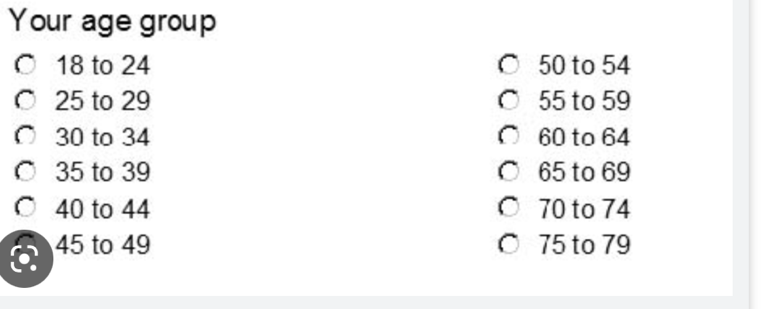 Your age group
18 to 24
25 to 29
30 to 34
35 to 39
40 to 44
45 to 49
50 to 54
55 to 59
60 to 64
65 to 69
70 to 74
75 to 79